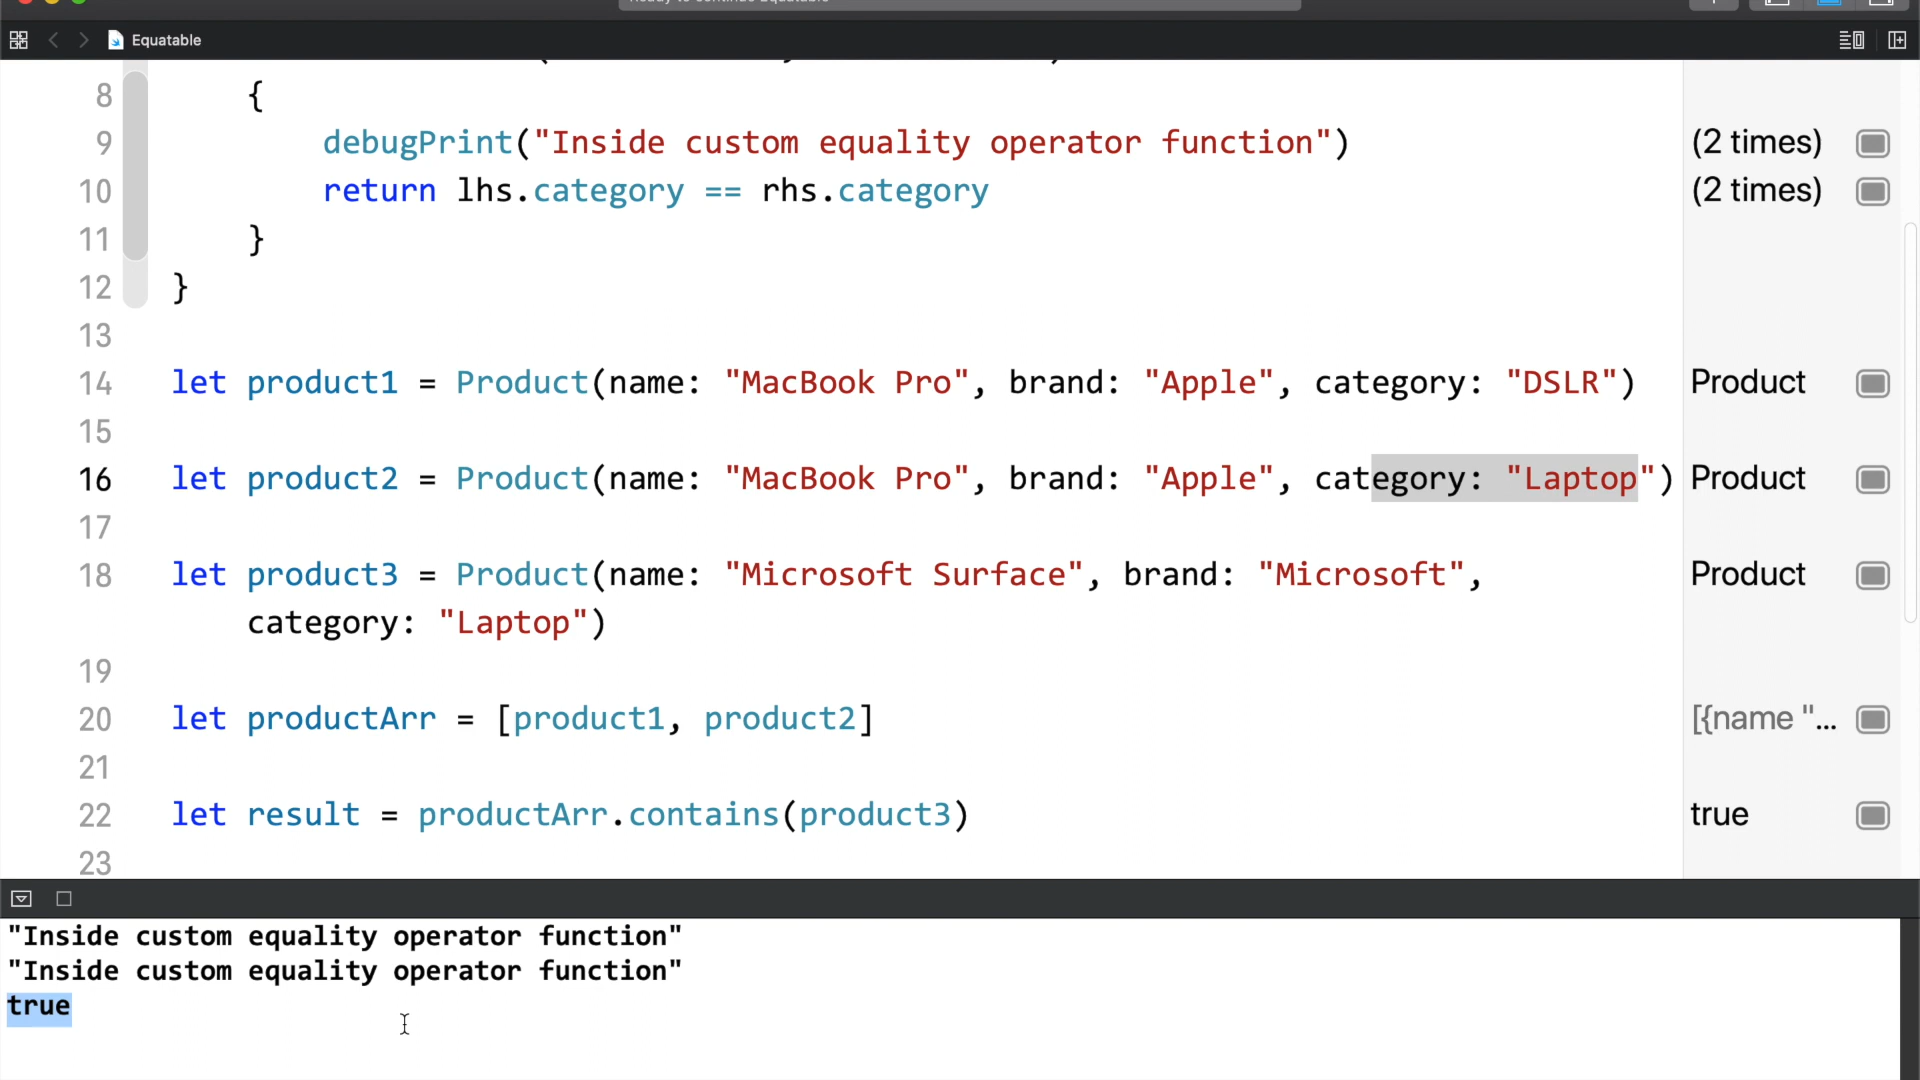 Equatable
8 {
9 debugPrint("Inside custom equality operator function") (2 times)
10 return lhs.category == rhs.category (2 times)
11 }
12 }
13
14 let product1 = Product(name: "MacBook Pro", brand: "Apple", category: "DSLR") Product
15
16 let product2 = Product(name: "MacBook Pro", brand: "Apple", category: "Laptop") Product
17
18 let product3 = Product(name: "Microsoft Surface", brand: "Microsoft", Product
category: "Laptop")
19
20 let productArr = [product1, product2] [{name "...
21
22 let result = productArr.contains(product3) true
23
"Inside custom equality operator function"
"Inside custom equality operator function"
true